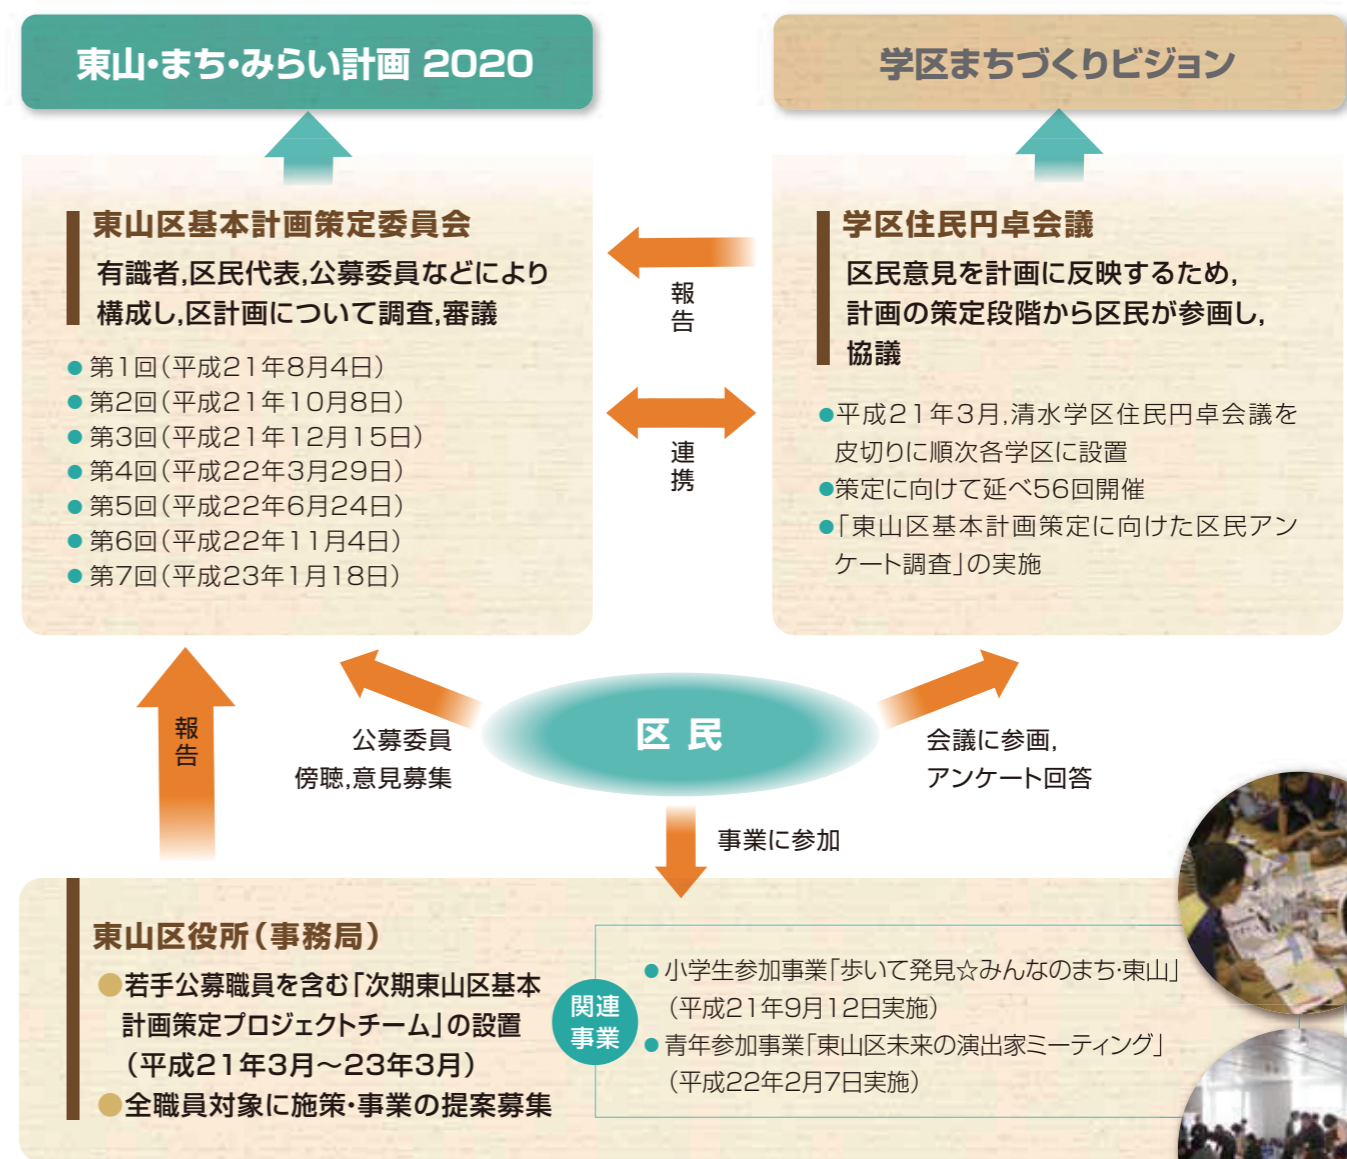 東山・まち・みらい計画 2020
学区まちづくりビジョン
東山区基本計画策定委員会
有識者,区民代表,公募委員などにより
構成し,区計画について調査,審議
● 第1回(平成21年8月4日)
● 第2回(平成21年10月8日)
● 第3回(平成21年12月15日)
● 第4回(平成22年3月29日)
● 第5回(平成22年6月24日)
● 第6回(平成22年11月4日)
● 第7回(平成23年1月18日)
報告
連携
学区住民円卓会議
区民意見を計画に反映するため,
計画の策定段階から区民が参画し,
協議
●平成21年3月,清水学区住民円卓会議を
皮切りに順次各学区に設置
●策定に向けて延べ56回開催
●「東山区基本計画策定に向けた区民アン
ケート調査」の実施
報告
公募委員
傍聴,意見募集
区 民
会議に参画,
アンケート回答
事業に参加
東山区役所(事務局)
●若手公募職員を含む「次期東山区基本
計画策定プロジェクトチーム」の設置
(平成21年3月〜23年3月)
●全職員対象に施策・事業の提案募集
関連
事業
● 小学生参加事業「歩いて発見☆みんなのまち・東山」
(平成21年9月12日実施)
● 青年参加事業「東山区未来の演出家ミーティング」
(平成22年2月7日実施)